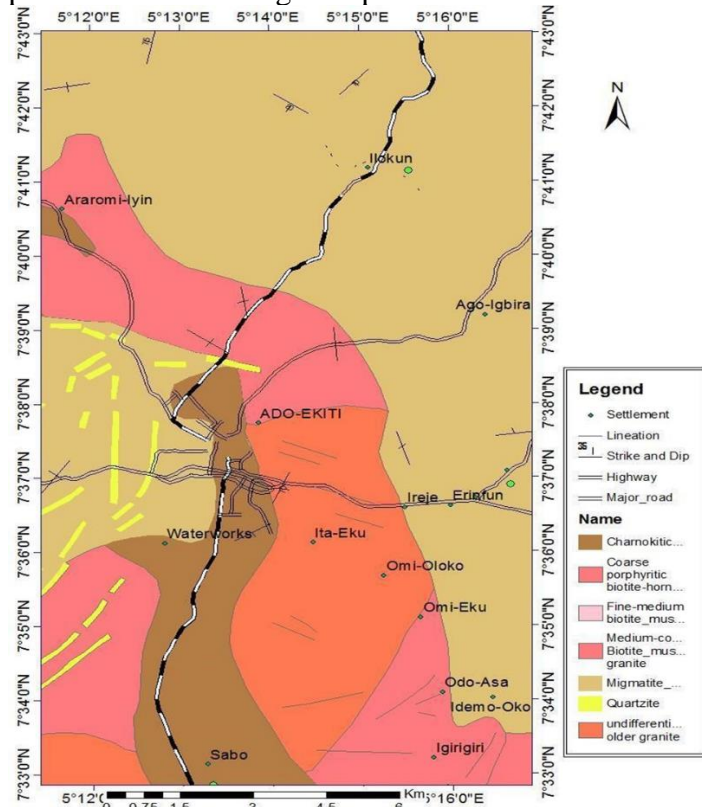 5°12'0"E 5°13'0"E 5°14'0"E 5°15'0"E 5°16'0"E
7°43'0"N 7°43'0"N
N
7°42'0"N 7°42'0"N
Ilokun
7°41'0"N 7°41'0"N
Araromi-Iyin
7°40'0"N 7°40'0"N
Ago-Igbira
7°39'0"N 7°39'0"N
7°38'0"N 7°38'0"N
ADO-EKITI
7°37'0"N 7°37'0"N
Ireje Erinfun
7°36'0"N 7°36'0"N
Waterworks Ita-Eku
Omi-Oloko
7°35'0"N 7°35'0"N
Omi-Eku
Odo-Asa
7°34'0"N 7°34'0"N
Idemo-Oko
Igirigiri
Sabo
7°33'0"N 7°33'0"N
5°12'0" 5°16'0"E
Km
0 0.75 1.5 3 4.5 6
Legend
Settlement
Lineation
Strike and Dip
Highway
Major_road
Name
Charnokitic...
Coarse
porphyritic
biotite-horn...
Fine-medium
biotite_mus...
Medium-co...
Biotite_mus...
granite
Migmatite_...
Quartzite
undifferenti...
older granite